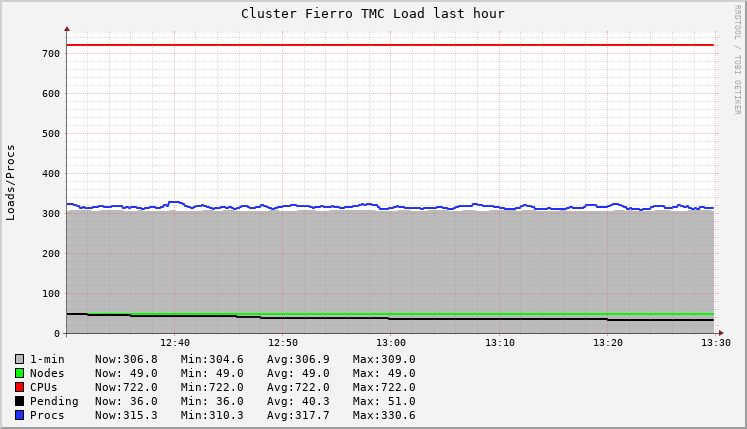 Cluster Fierro TMC Load last hour
RRDTOOL / TOBI OETIKER
Loads/Procs
700
600
500
400
300
200
100
0
12:40 12:50 13:00 13:10 13:20 13:30
1-min Now:306.8 Min:304.6 Avg:306.9 Max:309.0
Nodes Now: 49.0 Min: 49.0 Avg: 49.0 Max: 49.0
CPUs Now:722.0 Min:722.0 Avg:722.0 Max:722.0
Pending Now: 36.0 Min: 36.0 Avg: 40.3 Max: 51.0
Procs Now:315.3 Min:310.3 Avg:317.7 Max:330.6